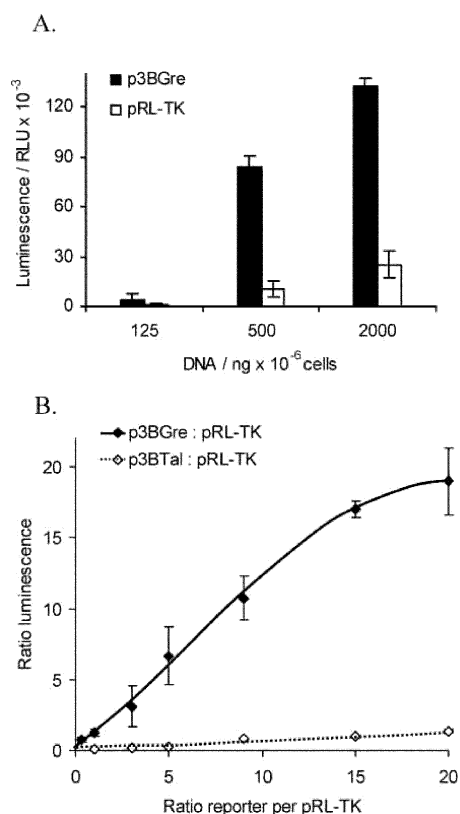 A.
p3BGre
pRL-TK
Luminescence / RLU x 10⁻³
120
90
60
30
0
125 500 2000
DNA / ng x 10⁻⁶ cells
B.
p3BGre : pRL-TK
p3BTal : pRL-TK
Ratio luminescence
20
15
10
5
0
0 5 10 15 20
Ratio reporter per pRL-TK